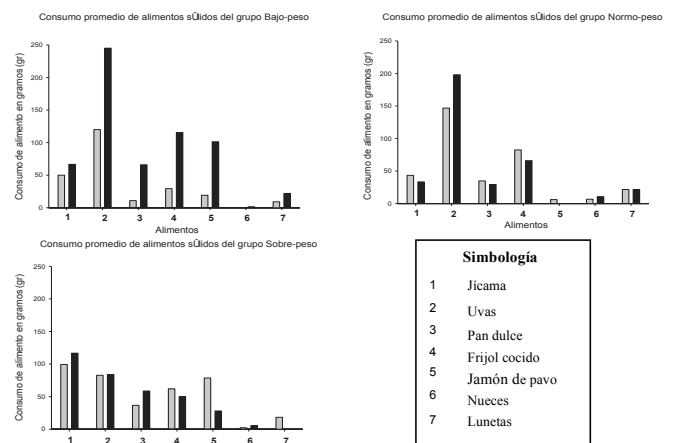 Consumo promedio de alimentos sÛlidos del grupo Bajo-peso
Consumo de alimento en gramos (gr)
250
200
150
100
50
0
1 2 3 4 5 6 7
Alimentos
Consumo promedio de alimentos sÛlidos del grupo Normo-peso
Consumo de alimento en gramos (gr)
250
200
150
100
50
0
1 2 3 4 5 6 7
Alimentos
Consumo promedio de alimentos sÛlidos del grupo Sobre-peso
Consumo de alimento en gramos (gr)
250
200
150
100
50
0
1 2 3 4 5 6 7
Simbología
1 Jícama
2 Uvas
3 Pan dulce
4 Frijol cocido
5 Jamón de pavo
6 Nueces
7 Lunetas